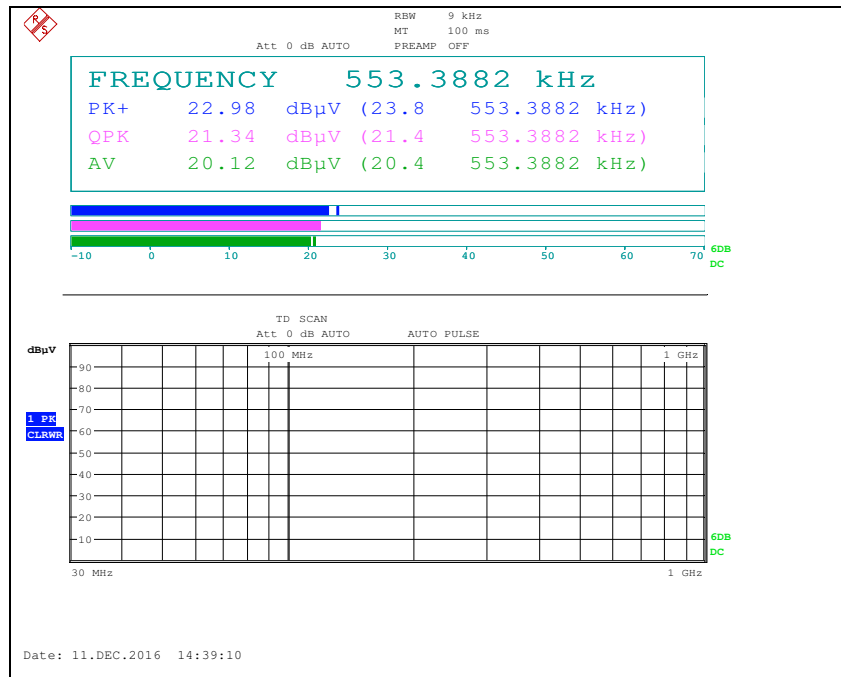 R S
RBW 9 kHz
MT 100 ms
Att 0 dB AUTO PREAMP OFF
FREQUENCY 553.3882 kHz
PK+ 22.98 dBµV (23.8 553.3882 kHz)
QPK 21.34 dBµV (21.4 553.3882 kHz)
AV 20.12 dBµV (20.4 553.3882 kHz)
-10 0 10 20 30 40 50 60 70
6DB
DC
TD SCAN
Att 0 dB AUTO AUTO PULSE
dBµV
100 MHz 1 GHz
90
80
70
1 PK
CLRWR
60
50
40
30
20
10
6DB
DC
30 MHz 1 GHz
Date: 11.DEC.2016 14:39:10